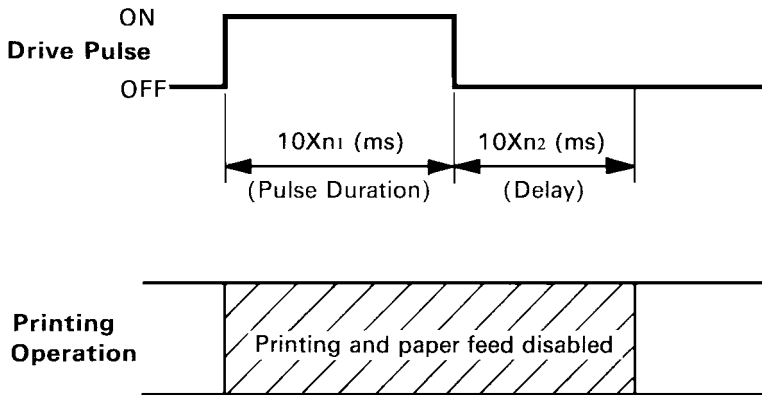 ON
Drive Pulse
OFF
10Xn1 (ms)
10Xn2 (ms)
(Pulse Duration)
(Delay)
Printing
Operation
Printing and paper feed disabled